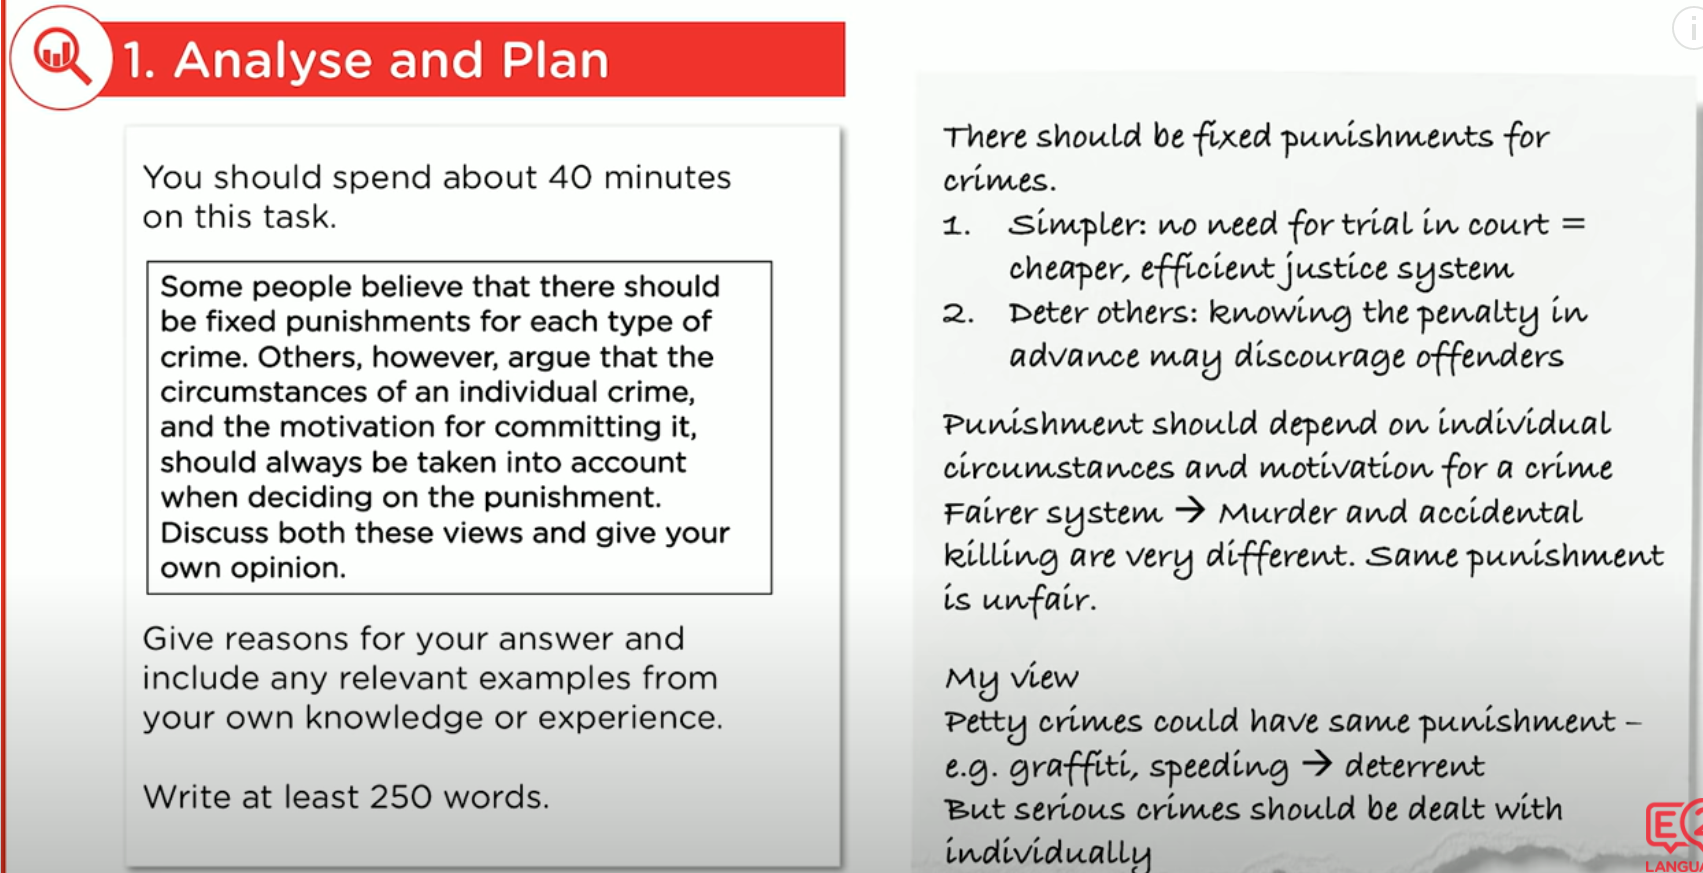 1. Analyse and Plan
You should spend about 40 minutes
on this task.
Some people believe that there should
be fixed punishments for each type of
crime. Others, however, argue that the
circumstances of an individual crime,
and the motivation for committing it,
should always be taken into account
when deciding on the punishment.
Discuss both these views and give your
own opinion.
Give reasons for your answer and
include any relevant examples from
your own knowledge or experience.
Write at least 250 words.
There should be fixed punishments for
crimes.
1. Simpler: no need for trial in court =
cheaper, efficient justice system
2. Deter others: knowing the penalty in
advance may discourage offenders
Punishment should depend on individual
circumstances and motivation for a crime
Fairer system → Murder and accidental
killing are very different. Same punishment
is unfair.
My view
Petty crimes could have same punishment –
e.g. graffiti, speeding → deterrent
But serious crimes should be dealt with
individually